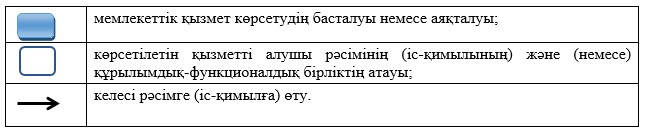 мемлекеттік қызмет көрсетудің басталуы немесе аяқталуы;
көрсетілетін қызметті алушы рәсімінің (іс-қимылының) және (немесе)
құрылымдық-функционалдық бірліктің атауы;
келесі рәсімге (іс-қимылға) өту.